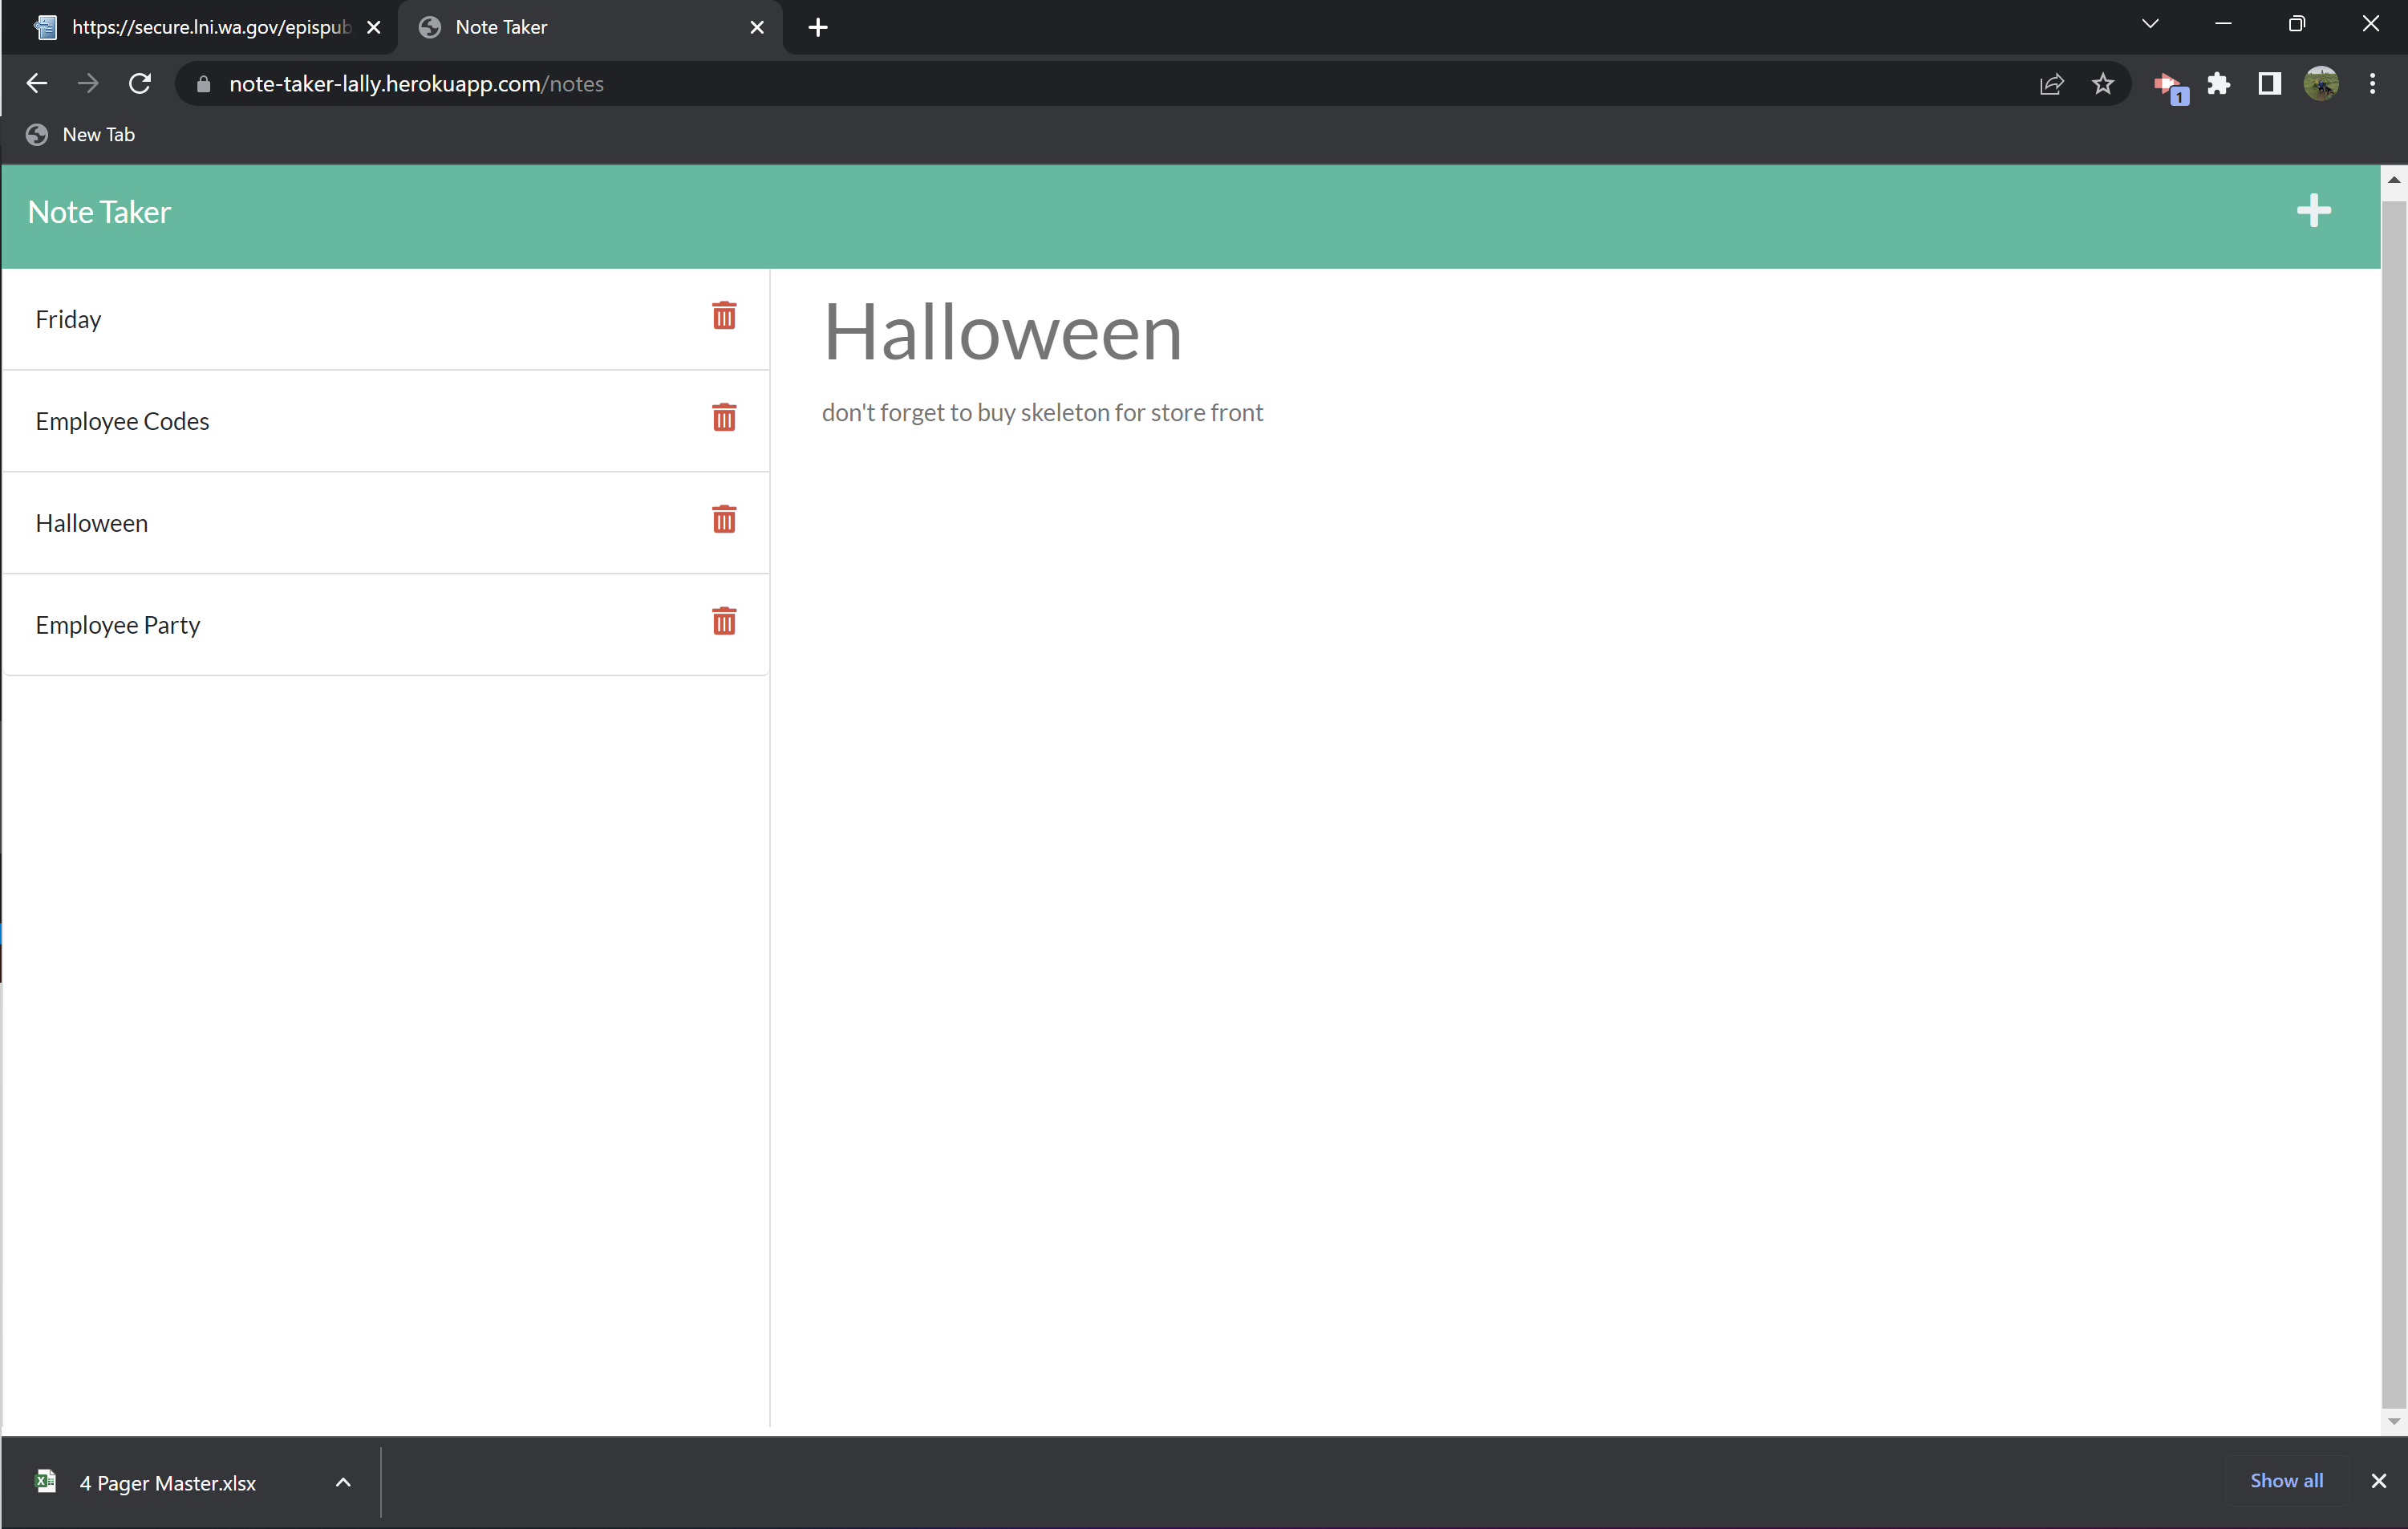 https://secure.lni.wa.gov/epispub
Note Taker
note-taker-lally.herokuapp.com/notes
1
New Tab
Note Taker
Friday
Employee Codes
Halloween
Employee Party
Halloween
don't forget to buy skeleton for store front
4 Pager Master.xlsx
Show all